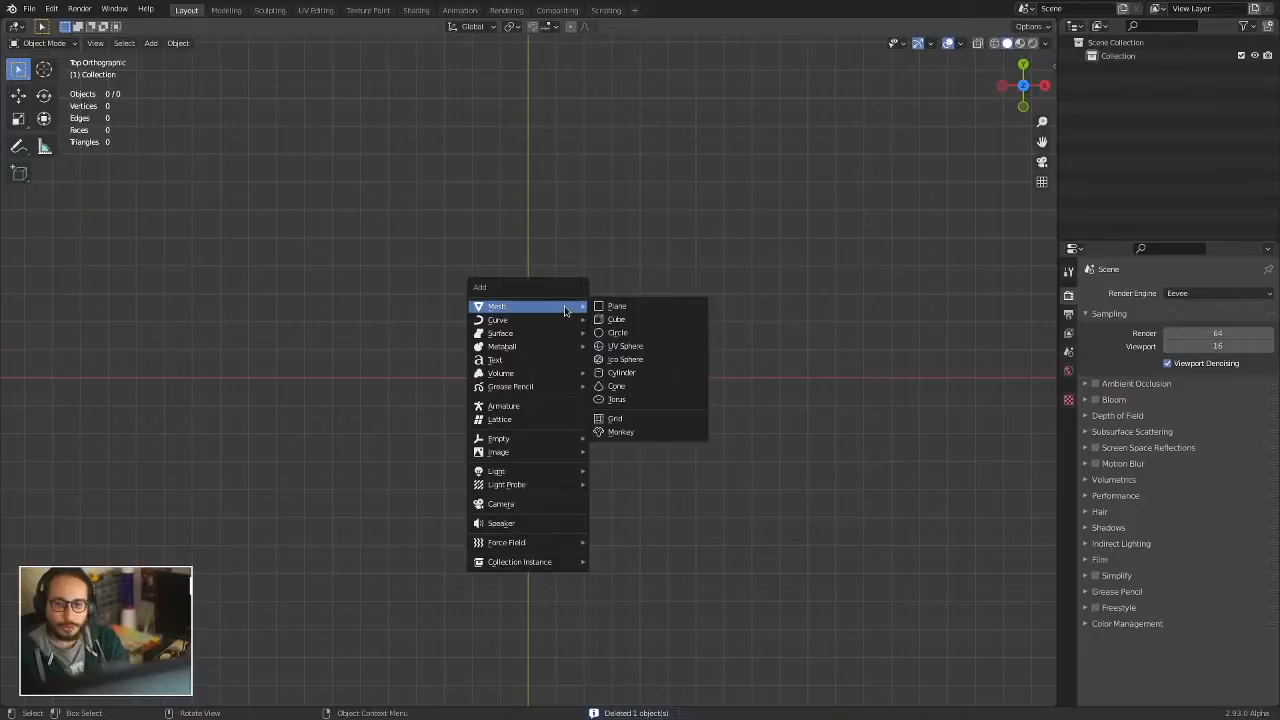 File Edit Render Window Help Layout Modeling Sculpting UV Editing Texture Paint Shading Animation Rendering Compositing Scripting + Scene View Layer
Global Options
Object Mode View Select Add Object
Top Orthographic
(1) Collection
Objects 0 / 0
Vertices 0
Edges 0
Faces 0
Triangles 0
Y
Z
X
Add
Mesh
Curve
Surface
Metaball
Text
Volume
Grease Pencil
Armature
Lattice
Empty
Image
Light
Light Probe
Camera
Speaker
Force Field
Collection Instance
Plane
Cube
Circle
UV Sphere
Ico Sphere
Cylinder
Cone
Torus
Grid
Monkey
Scene Collection
Collection
Scene
Render Engine Eevee
Sampling
Render 64
Viewport 16
Viewport Denoising
Ambient Occlusion
Bloom
Depth of Field
Subsurface Scattering
Screen Space Reflections
Motion Blur
Volumetrics
Performance
Hair
Shadows
Indirect Lighting
Film
Simplify
Grease Pencil
Freestyle
Color Management
Select Box Select Rotate View Object Context Menu Deleted 1 object(s) 2.93.0 Alpha